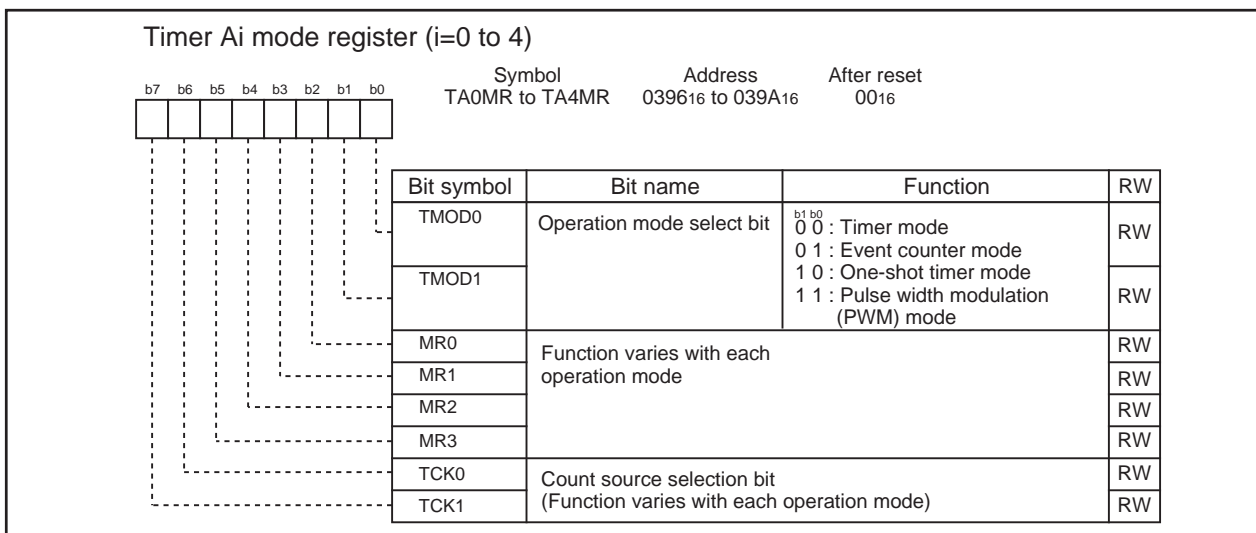 Timer Ai mode register (i=0 to 4)
Symbol Address After reset
TA0MR to TA4MR 039616 to 039A16 0016
b7 b6 b5 b4 b3 b2 b1 b0
Bit symbol Bit name Function RW
TMOD0 Operation mode select bit b1 b0
0 0 : Timer mode RW
0 1 : Event counter mode
TMOD1 1 0 : One-shot timer mode
1 1 : Pulse width modulation RW
(PWM) mode
MR0 Function varies with each RW
MR1 operation mode RW
MR2 RW
MR3 RW
TCK0 Count source selection bit RW
TCK1 (Function varies with each operation mode) RW